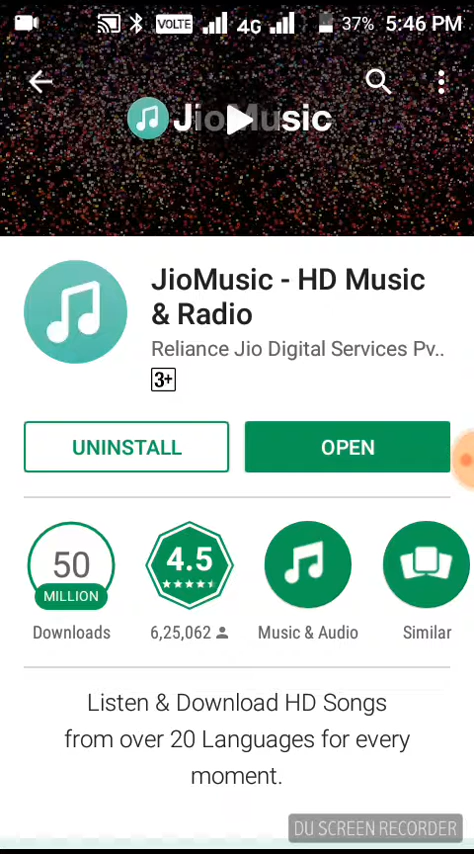 VOLTE 4G 37% 5:46 PM
JioMusic
JioMusic - HD Music
& Radio
Reliance Jio Digital Services Pv..
3+
UNINSTALL OPEN
50 4.5
MILLION
Downloads 6,25,062 Music & Audio Similar
Listen & Download HD Songs
from over 20 Languages for every
moment.
DU SCREEN RECORDER